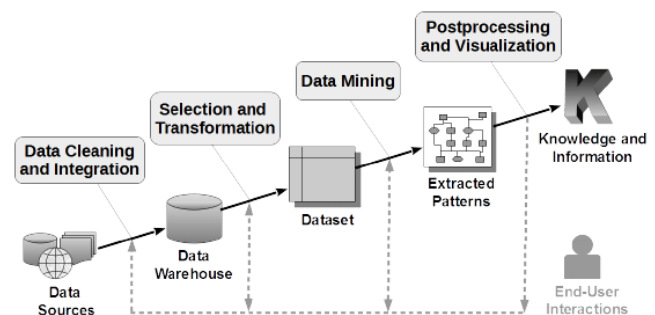 Postprocessing
and Visualization
Data Mining
Selection and
Transformation
Data Cleaning
and Integration
Knowledge and
Information
Extracted
Patterns
Dataset
Data
Warehouse
Data
Sources
End-User
Interactions